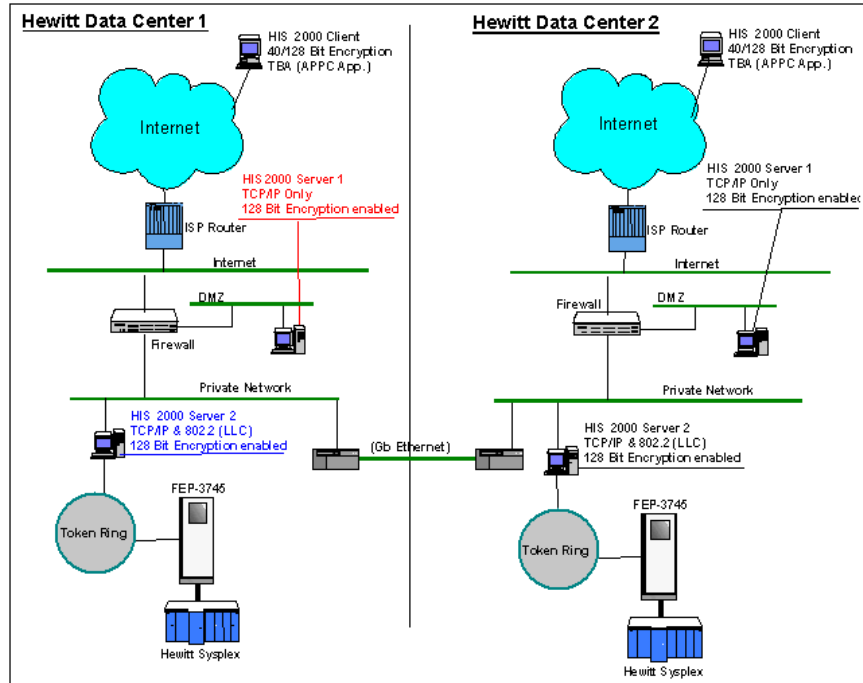 Hewitt Data Center 1
HIS 2000 Client
40/128 Bit Encryption
TBA (APPC App.)
Internet
HIS 2000 Server 1
TCP/IP Only
128 Bit Encryption enabled
ISP Router
Internet
DMZ
Firewall
Private Network
HIS 2000 Server 2
TCP/IP & 802.2 (LLC)
128 Bit Encryption enabled
(Gb Ethernet)
FEP-3745
Token Ring
Hewitt Sysplex
Hewitt Data Center 2
HIS 2000 Client
40/128 Bit Encryption
TBA (APPC App.)
Internet
HIS 2000 Server 1
TCP/IP Only
128 Bit Encryption enabled
ISP Router
Internet
Firewall
DMZ
Private Network
HIS 2000 Server 2
TCP/IP & 802.2 (LLC)
128 Bit Encryption enabled
FEP-3745
Token Ring
Hewitt Sysplex